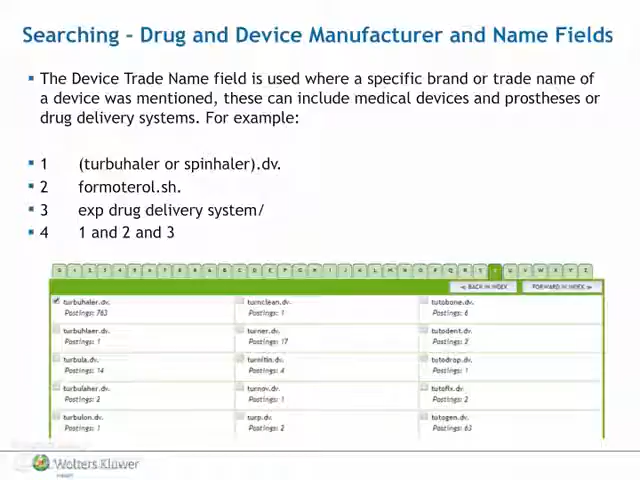 Searching – Drug and Device Manufacturer and Name Fields
The Device Trade Name field is used where a specific brand or trade name of
a device was mentioned, these can include medical devices and prostheses or
drug delivery systems. For example:
1 (turbuhaler or spinhaler).dv.
2 formoterol.sh.
3 exp drug delivery system/
4 1 and 2 and 3
BACK IN INDEX FORWARD IN INDEX
turbuhaler.dv. turnclean.dv. tutobone.dv.
Postings: 763 Postings: 1 Postings: 6
turbuhlaer.dv. turner.dv. tutodent.dv.
Postings: 1 Postings: 17 Postings: 2
turbula.dv. turnitin.dv. tutodrop.dv.
Postings: 14 Postings: 4 Postings: 1
turbulaher.dv. turnov.dv. tutofix.dv.
Postings: 2 Postings: 1 Postings: 2
turbulon.dv. turp.dv. tutogen.dv.
Postings: 1 Postings: 2 Postings: 63
Wolters Kluwer